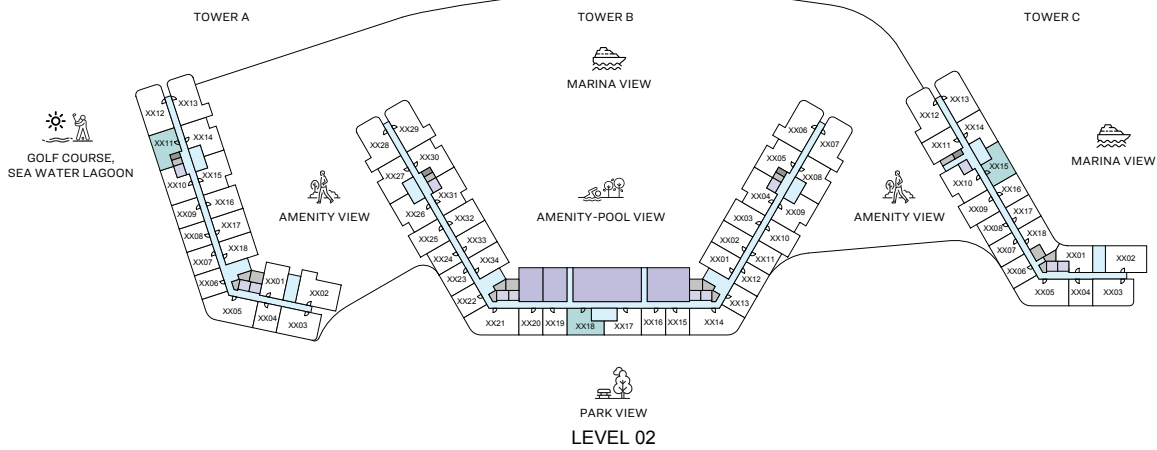 TOWER A
TOWER B
TOWER C
MARINA VIEW
GOLF COURSE,
SEA WATER LAGOON
AMENITY VIEW
AMENITY-POOL VIEW
AMENITY VIEW
MARINA VIEW
XX12
XX13
XX11
XX14
XX10
XX15
XX09
XX16
XX08
XX17
XX07
XX18
XX06
XX01
XX02
XX05
XX04
XX03
XX29
XX28
XX30
XX27
XX31
XX26
XX32
XX25
XX33
XX24
XX34
XX23
XX22
XX21
XX20
XX19
XX18
XX17
XX16
XX15
XX14
XX06
XX07
XX05
XX08
XX04
XX09
XX03
XX10
XX02
XX11
XX01
XX12
XX13
XX13
XX12
XX14
XX11
XX15
XX10
XX16
XX09
XX17
XX08
XX18
XX07
XX01
XX02
XX06
XX05
XX04
XX03
PARK VIEW
LEVEL 02